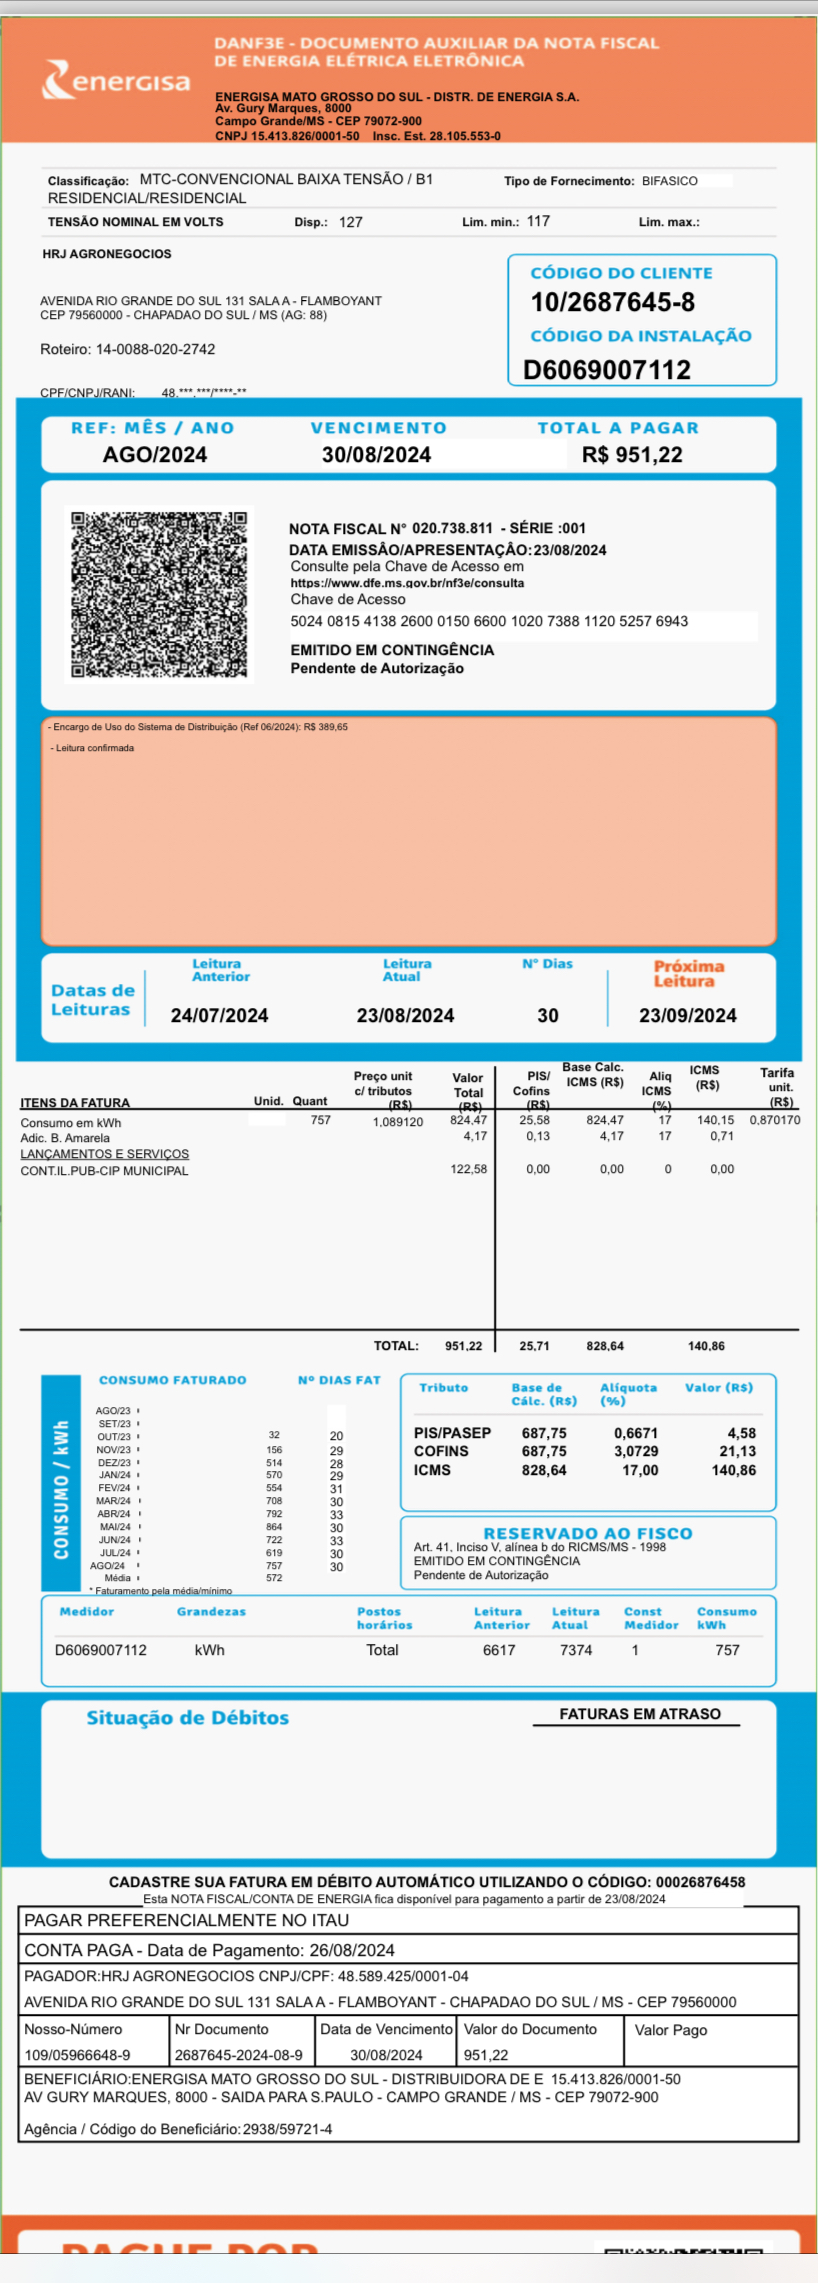 DANF3E - DOCUMENTO AUXILIAR DA NOTA FISCAL
DE ENERGIA ELÉTRICA ELETRÔNICA
energisa
ENERGISA MATO GROSSO DO SUL - DISTR. DE ENERGIA S.A.
Av. Gury Marques, 8000
Campo Grande/MS - CEP 79072-900
CNPJ 15.413.826/0001-50 Insc. Est. 28.105.553-0
Classificação: MTC-CONVENCIONAL BAIXA TENSÃO / B1 Tipo de Fornecimento: BIFASICO
RESIDENCIAL/RESIDENCIAL
TENSÃO NOMINAL EM VOLTS Disp.: 127 Lim. min.: 117 Lim. max.:
HRJ AGRONEGOCIOS
AVENIDA RIO GRANDE DO SUL 131 SALA A - FLAMBOYANT
CEP 79560000 - CHAPADAO DO SUL / MS (AG: 88)
Roteiro: 14-0088-020-2742
CPF/CNPJ/RANI: 48.***.***/****-**
CÓDIGO DO CLIENTE
10/2687645-8
CÓDIGO DA INSTALAÇÃO
D6069007112
REF: MÊS / ANO VENCIMENTO TOTAL A PAGAR
AGO/2024 30/08/2024 R$ 951,22
NOTA FISCAL N° 020.738.811 - SÉRIE :001
DATA EMISSÂO/APRESENTAÇÂO: 23/08/2024
Consulte pela Chave de Acesso em
https://www.dfe.ms.gov.br/nf3e/consulta
Chave de Acesso
5024 0815 4138 2600 0150 6600 1020 7388 1120 5257 6943
EMITIDO EM CONTINGÊNCIA
Pendente de Autorização
- Encargo de Uso do Sistema de Distribuição (Ref 06/2024): R$ 389,65
- Leitura confirmada
Datas de Leituras
Leitura Anterior Leitura Atual N° Dias Próxima Leitura
24/07/2024 23/08/2024 30 23/09/2024
ITENS DA FATURA Unid. Quant Preço unit c/ tributos (R$) Valor Total (R$) PIS/ Cofins (R$) Base Calc. ICMS (R$) Aliq ICMS (%) ICMS (R$) Tarifa unit. (R$)
Consumo em kWh 757 1,089120 824,47 25,58 824,47 17 140,15 0,870170
Adic. B. Amarela 4,17 0,13 4,17 17 0,71
LANÇAMENTOS E SERVIÇOS
CONT.IL.PUB-CIP MUNICIPAL 122,58 0,00 0,00 0 0,00
TOTAL: 951,22 25,71 828,64 140,86
CONSUMO / kWh
CONSUMO FATURADO Nº DIAS FAT
AGO/23
SET/23
OUT/23 32 20
NOV/23 156 29
DEZ/23 514 28
JAN/24 570 29
FEV/24 554 31
MAR/24 708 30
ABR/24 792 33
MAI/24 864 30
JUN/24 722 33
JUL/24 619 30
AGO/24 757 30
Média 572
* Faturamento pela média/mínimo
Tributo Base de Cálc. (R$) Alíquota (%) Valor (R$)
PIS/PASEP 687,75 0,6671 4,58
COFINS 687,75 3,0729 21,13
ICMS 828,64 17,00 140,86
RESERVADO AO FISCO
Art. 41, Inciso V, alínea b do RICMS/MS - 1998
EMITIDO EM CONTINGÊNCIA
Pendente de Autorização
Medidor Grandezas Postos horários Leitura Anterior Leitura Atual Const Medidor Consumo kWh
D6069007112 kWh Total 6617 7374 1 757
Situação de Débitos FATURAS EM ATRASO
CADASTRE SUA FATURA EM DÉBITO AUTOMÁTICO UTILIZANDO O CÓDIGO: 00026876458
Esta NOTA FISCAL/CONTA DE ENERGIA fica disponível para pagamento a partir de 23/08/2024
PAGAR PREFERENCIALMENTE NO ITAU
CONTA PAGA - Data de Pagamento: 26/08/2024
PAGADOR:HRJ AGRONEGOCIOS CNPJ/CPF: 48.589.425/0001-04
AVENIDA RIO GRANDE DO SUL 131 SALA A - FLAMBOYANT - CHAPADAO DO SUL / MS - CEP 79560000
Nosso-Número Nr Documento Data de Vencimento Valor do Documento Valor Pago
109/05966648-9 2687645-2024-08-9 30/08/2024 951,22
BENEFICIÁRIO:ENERGISA MATO GROSSO DO SUL - DISTRIBUIDORA DE E 15.413.826/0001-50
AV GURY MARQUES, 8000 - SAIDA PARA S.PAULO - CAMPO GRANDE / MS - CEP 79072-900
Agência / Código do Beneficiário: 2938/59721-4
PAGUE POR